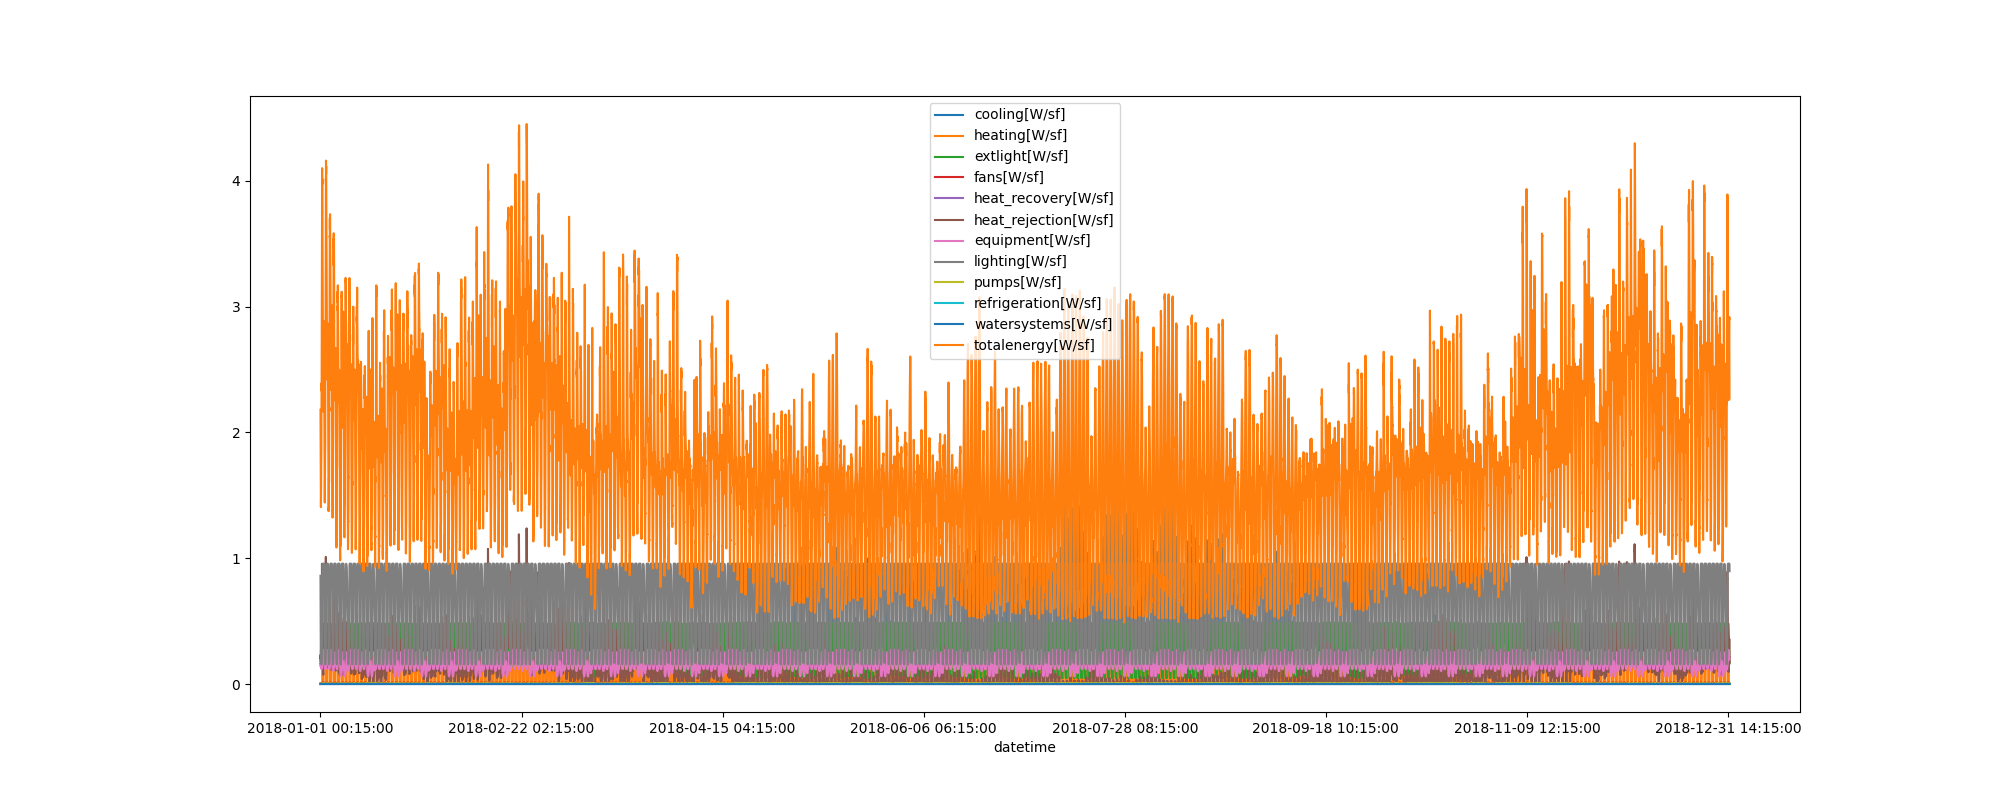 cooling[W/sf]
heating[W/sf]
extlight[W/sf]
fans[W/sf]
heat_recovery[W/sf]
heat_rejection[W/sf]
equipment[W/sf]
lighting[W/sf]
pumps[W/sf]
refrigeration[W/sf]
watersystems[W/sf]
totalenergy[W/sf]
4
3
2
1
0
2018-01-01 00:15:00 2018-02-22 02:15:00 2018-04-15 04:15:00 2018-06-06 06:15:00 2018-07-28 08:15:00 2018-09-18 10:15:00 2018-11-09 12:15:00 2018-12-31 14:15:00
datetime